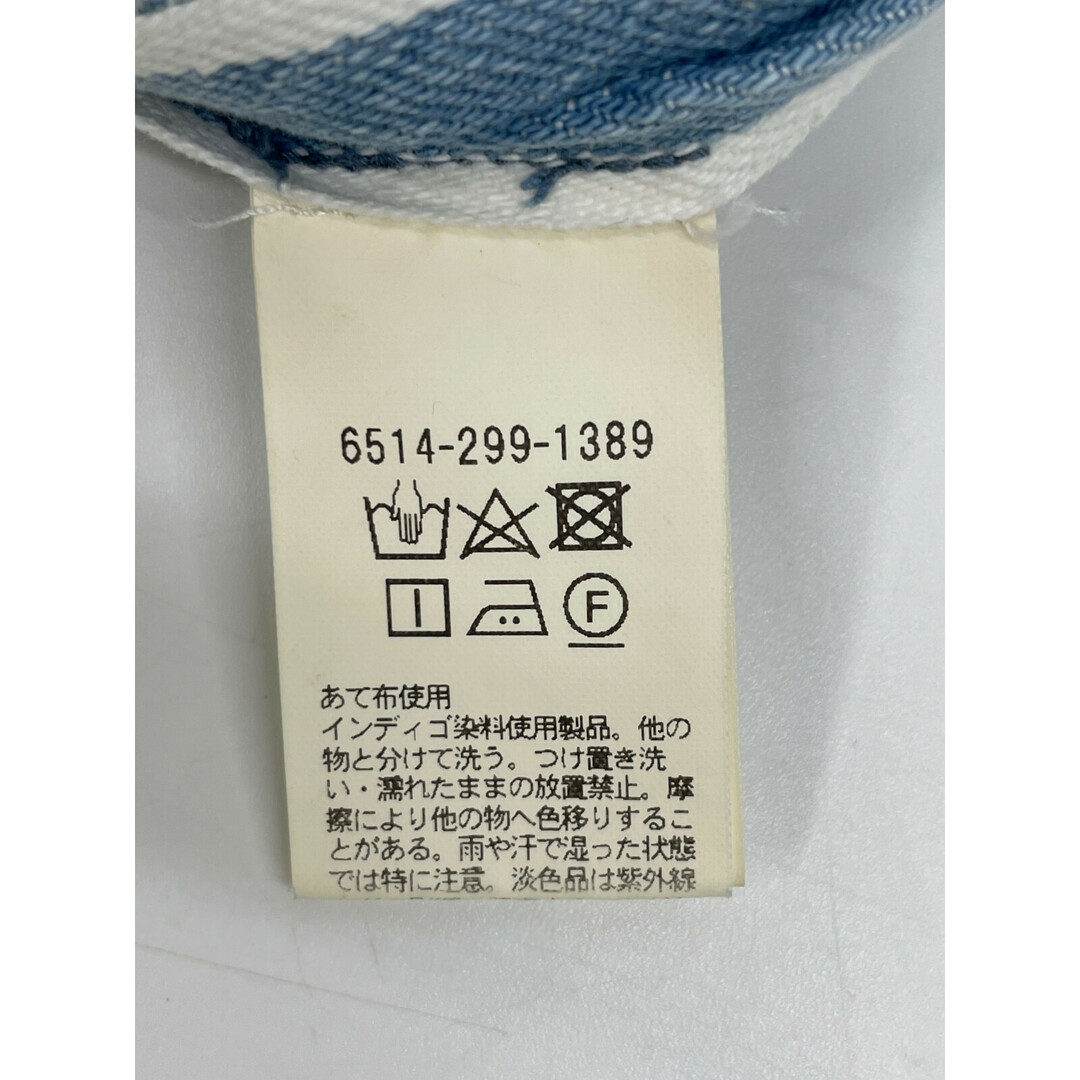 6514-299-1389
F
あて布使用
インディゴ染料使用製品。他の
物と分けて洗う。つけ置き洗
い・濡れたままの放置禁止。摩
擦により他の物へ色移りするこ
とがある。雨や汗で湿った状態
では特に注意。淡色品は紫外線